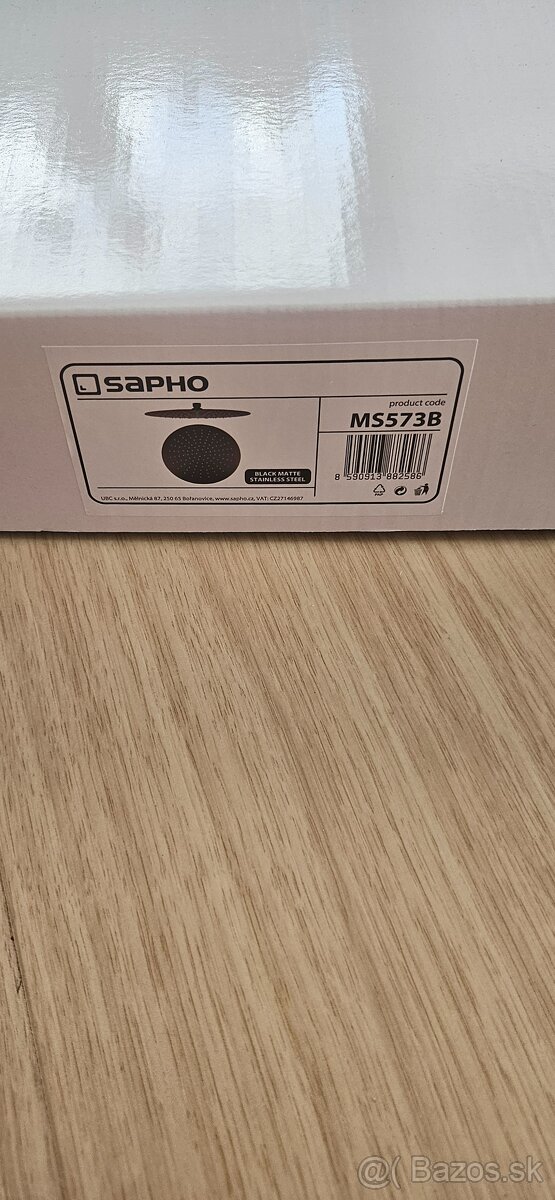 SAPHO
product code
MS573B
BLACK MATTE
STAINLESS STEEL
8 590913 882586
UBC s.r.o., Mělnická 87, 250 65 Bořanovice, www.sapho.cz, VAT: CZ27146987
@( Bazos.sk